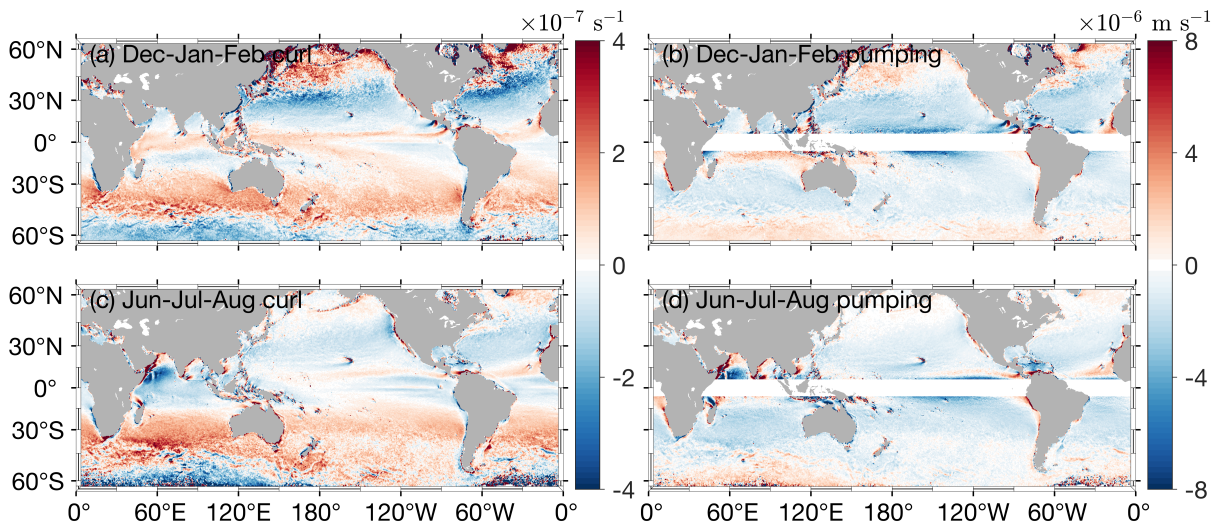 ×10⁻⁷ s⁻¹
×10⁻⁶ m s⁻¹
(a) Dec-Jan-Feb curl
(b) Dec-Jan-Feb pumping
60°N
30°N
0°
30°S
60°S
4
2
0
-2
-4
8
4
0
-4
-8
(c) Jun-Jul-Aug curl
(d) Jun-Jul-Aug pumping
60°N
30°N
0°
30°S
60°S
0° 60°E 120°E 180° 120°W 60°W 0°
0° 60°E 120°E 180° 120°W 60°W 0°